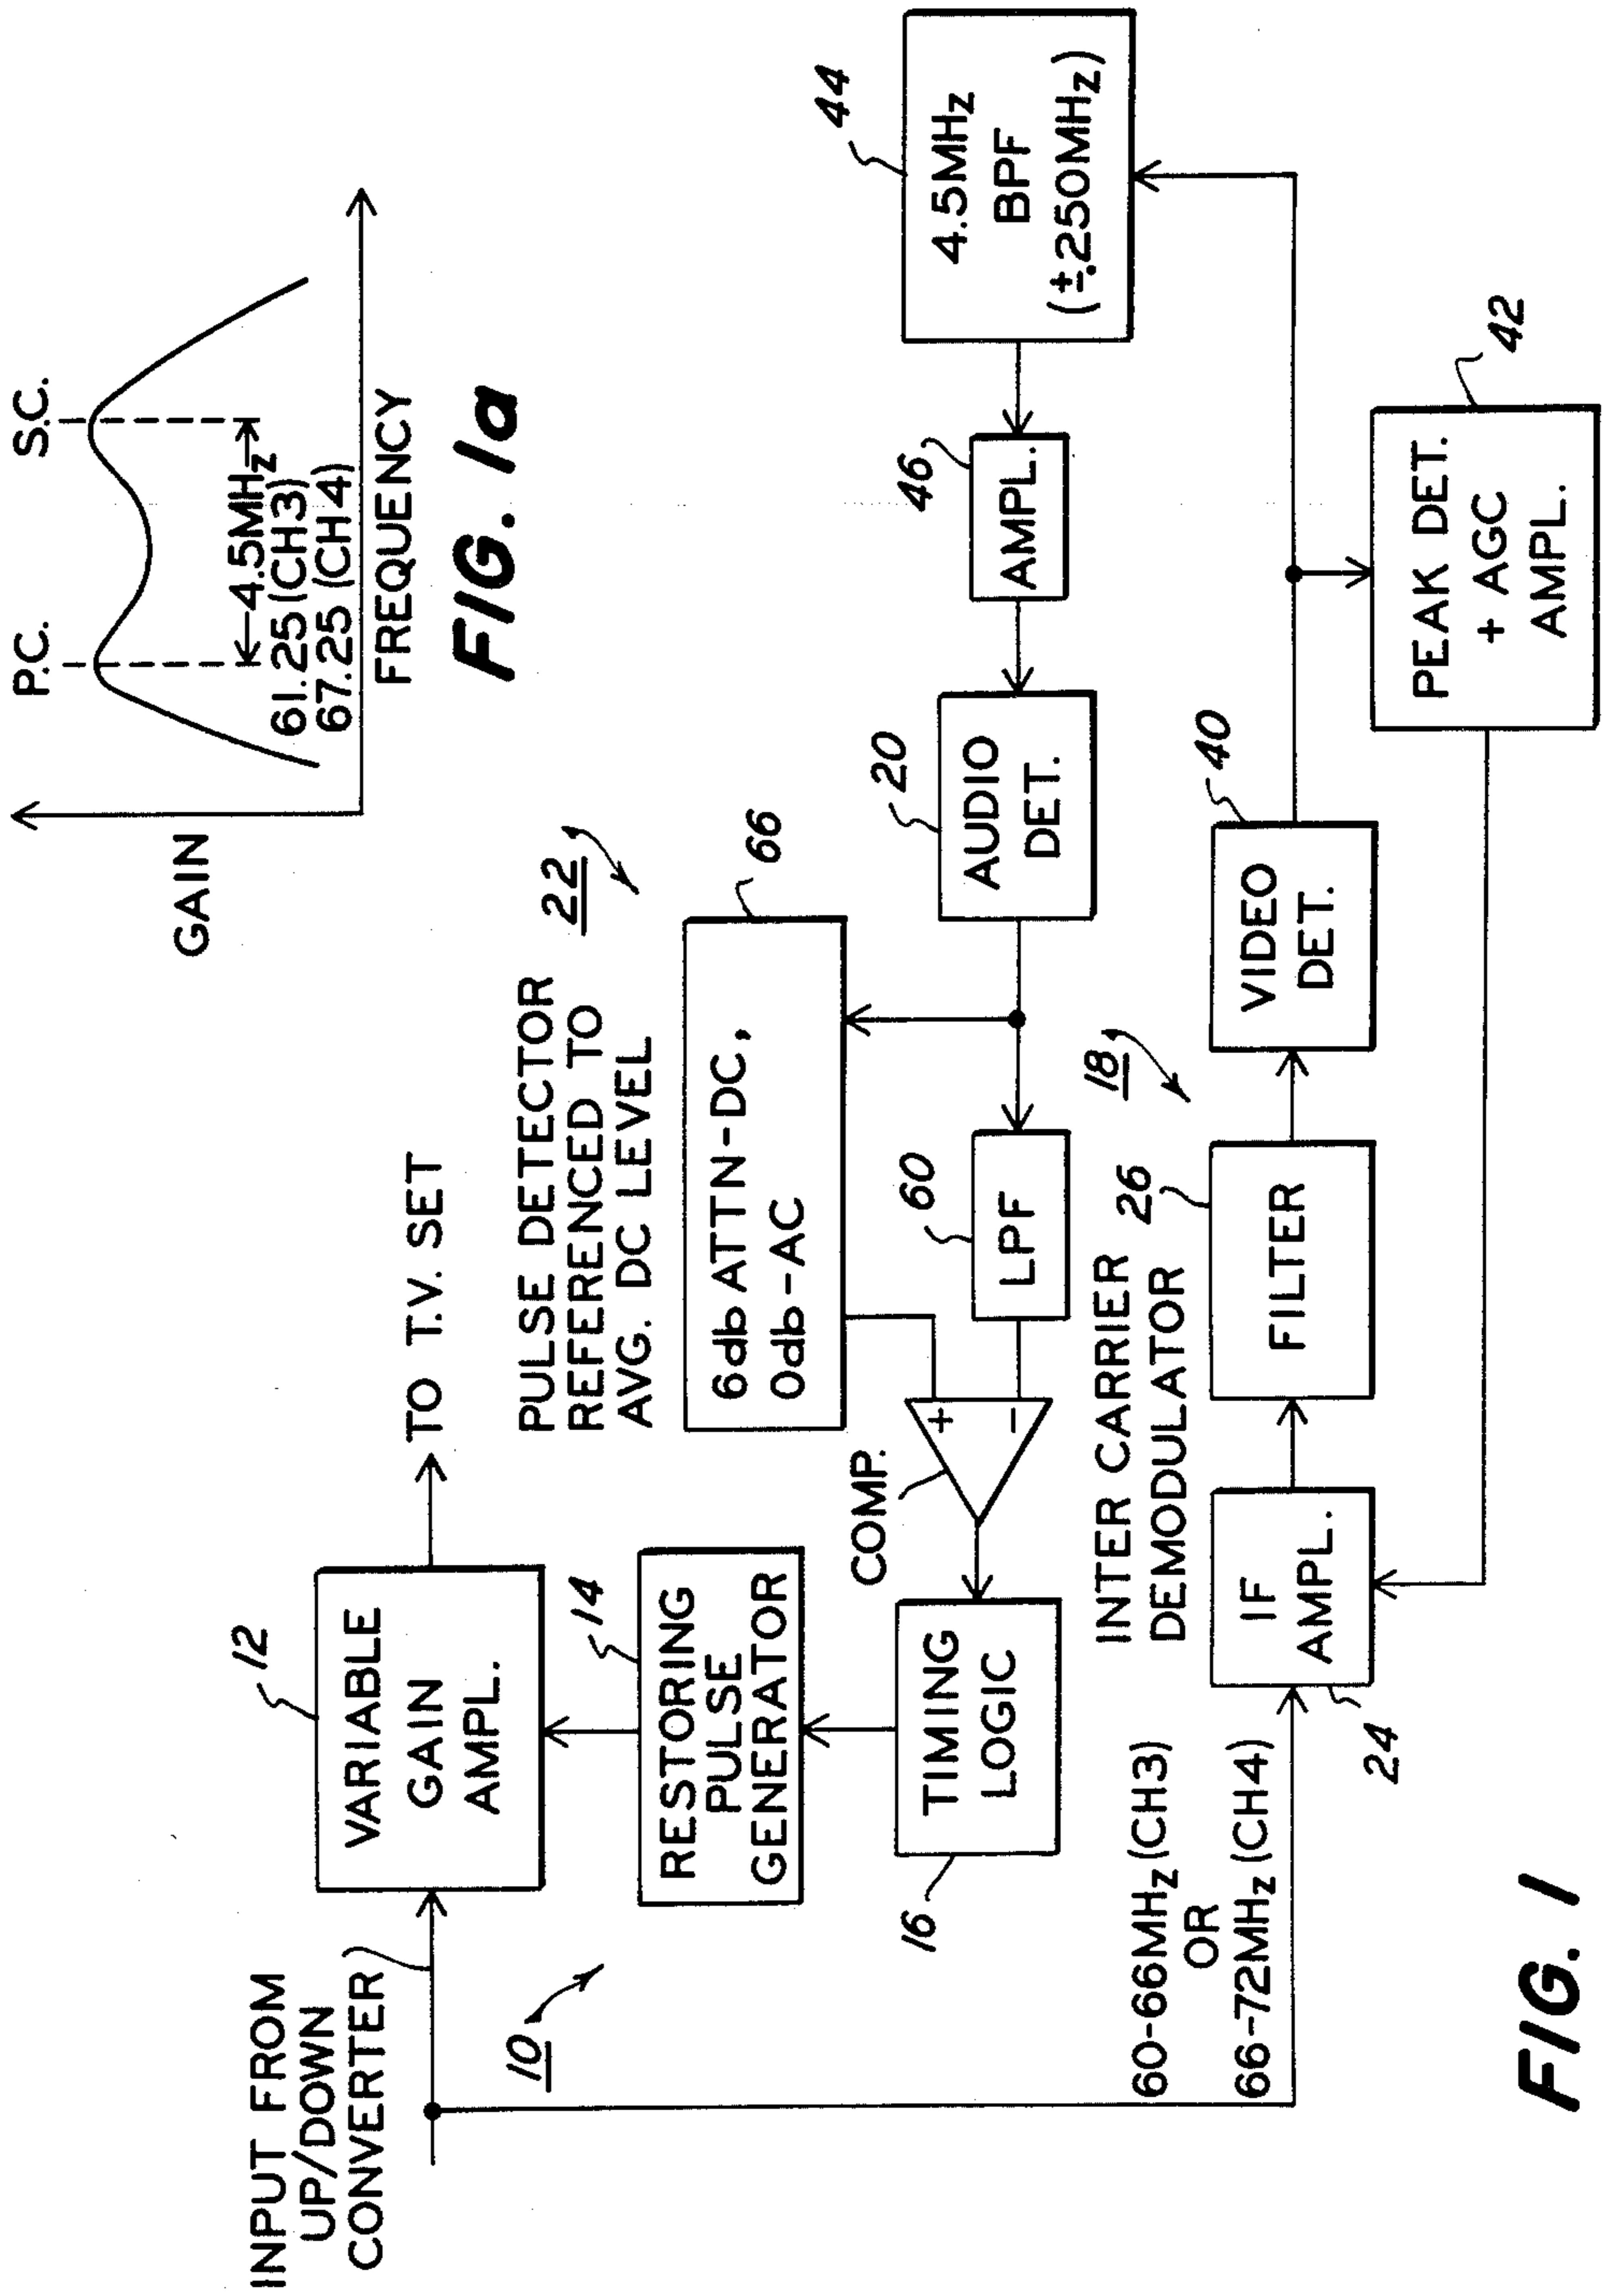 GAIN
P.C.
S.C.
4.5MHz
61.25(CH3)
67.25(CH4)
FREQUENCY
FIG. 1a
INPUT FROM
UP/DOWN
CONVERTER
10
12
VARIABLE
GAIN
AMPL.
TO T.V. SET
14
RESTORING
PULSE
GENERATOR
16
TIMING
LOGIC
COMP.
+
-
PULSE DETECTOR
REFERENCED TO
AVG. DC LEVEL
22
66
6db ATTN-DC,
0db-AC
60
LPF
20
AUDIO
DET.
46
AMPL.
44
4.5MHz
BPF
(±.250MHz)
60-66MHz(CH3)
OR
66-72MHz(CH4)
24
IF
AMPL.
INTER CARRIER
DEMODULATOR
18
26
FILTER
40
VIDEO
DET.
42
PEAK DET.
+ AGC
AMPL.
FIG. 1